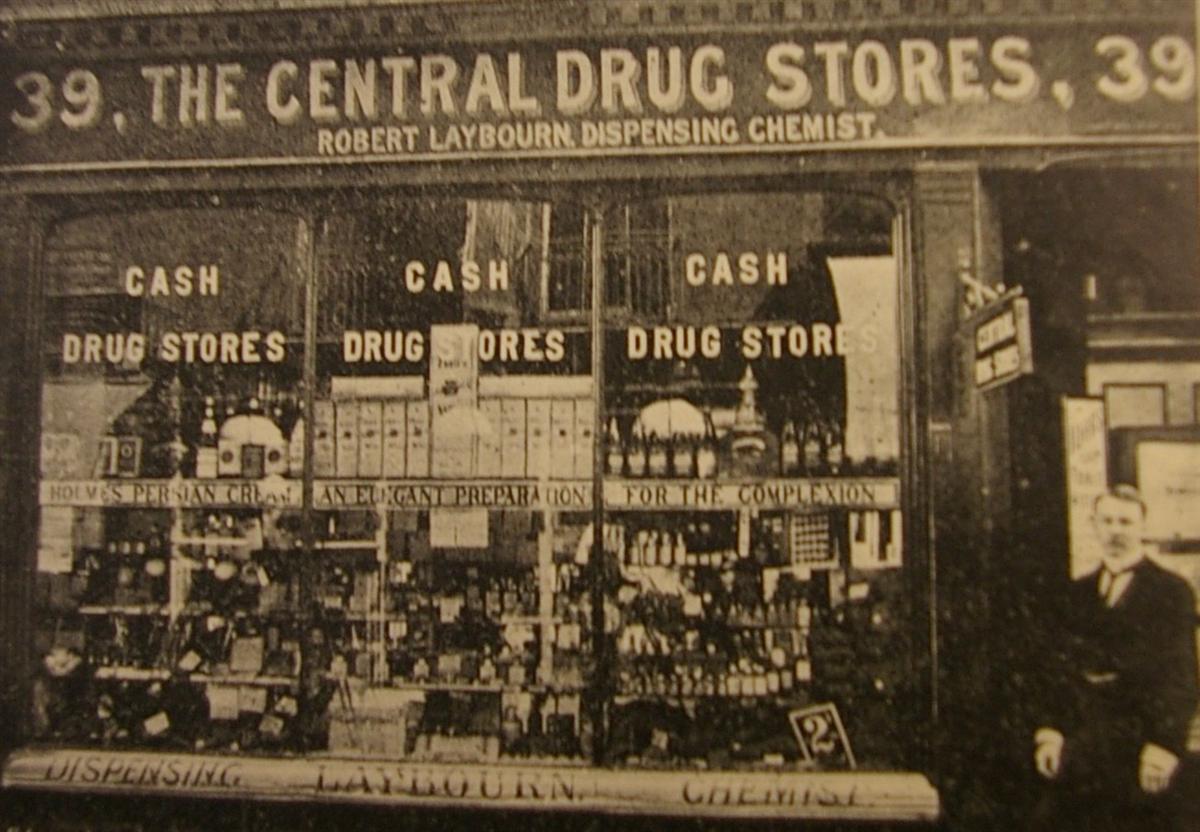 39, THE CENTRAL DRUG STORES, 39
ROBERT LAYBOURN, DISPENSING CHEMIST.
CASH CASH CASH
DRUG STORES DRUG STORES DRUG STORES
CENTRAL
HOLMES PERSIAN CREAM AN ELEGANT PREPARATION FOR THE COMPLEXION
2
DISPENSING LAYBOURN. CHEMIST.